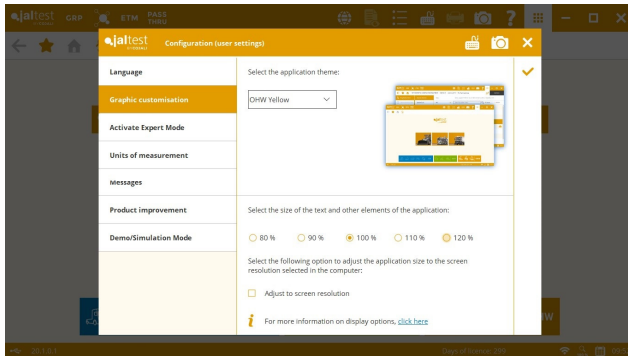 jaltest GRP ETM PASS THRU
jaltest Configuration (user settings)
Language
Graphic customisation
Activate Expert Mode
Units of measurement
Messages
Product improvement
Demo/Simulation Mode
Select the application theme:
OHW Yellow
Select the size of the text and other elements of the application:
80 % 90 % 100 % 110 % 120 %
Select the following option to adjust the application size to the screen
resolution selected in the computer:
Adjust to screen resolution
For more information on display options, click here